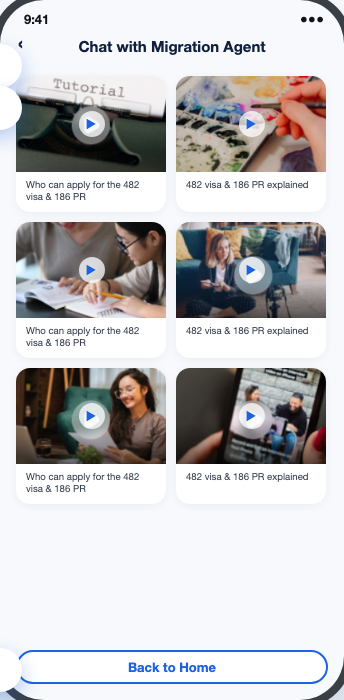 9:41
Chat with Migration Agent
Tutorial
Who can apply for the 482
visa & 186 PR
482 visa & 186 PR explained
Who can apply for the 482
visa & 186 PR
482 visa & 186 PR explained
Who can apply for the 482
visa & 186 PR
482 visa & 186 PR explained
Back to Home